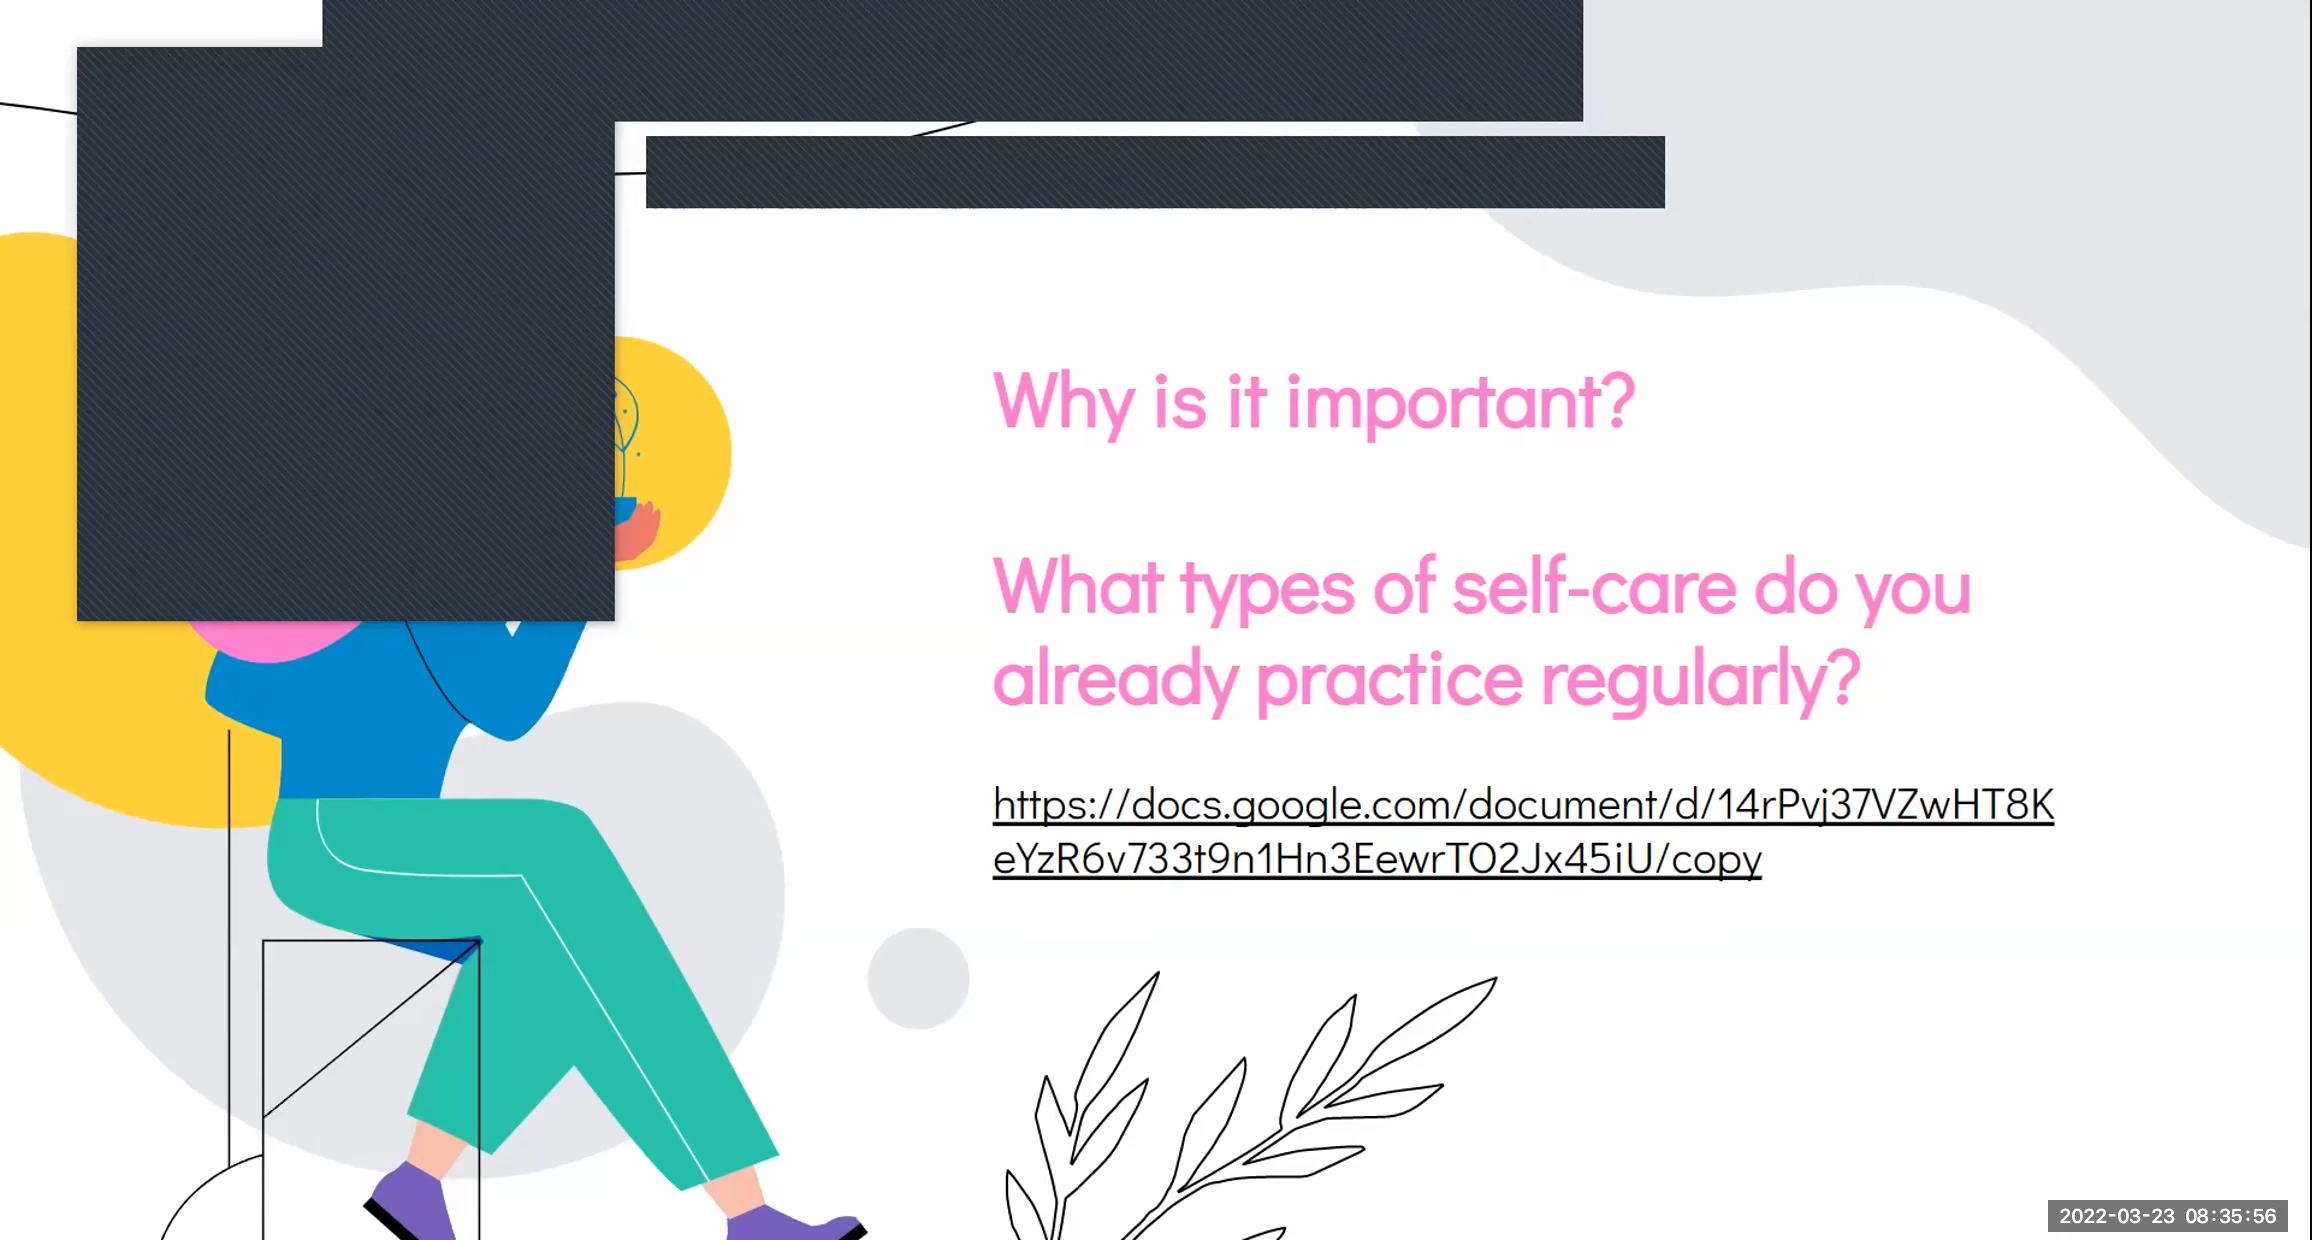 Why is it important?
What types of self-care do you
already practice regularly?
https://docs.google.com/document/d/14rPvj37VZwHT8K
eYzR6v733t9n1Hn3EewrTO2Jx45iU/copy
2022-03-23 08:35:56